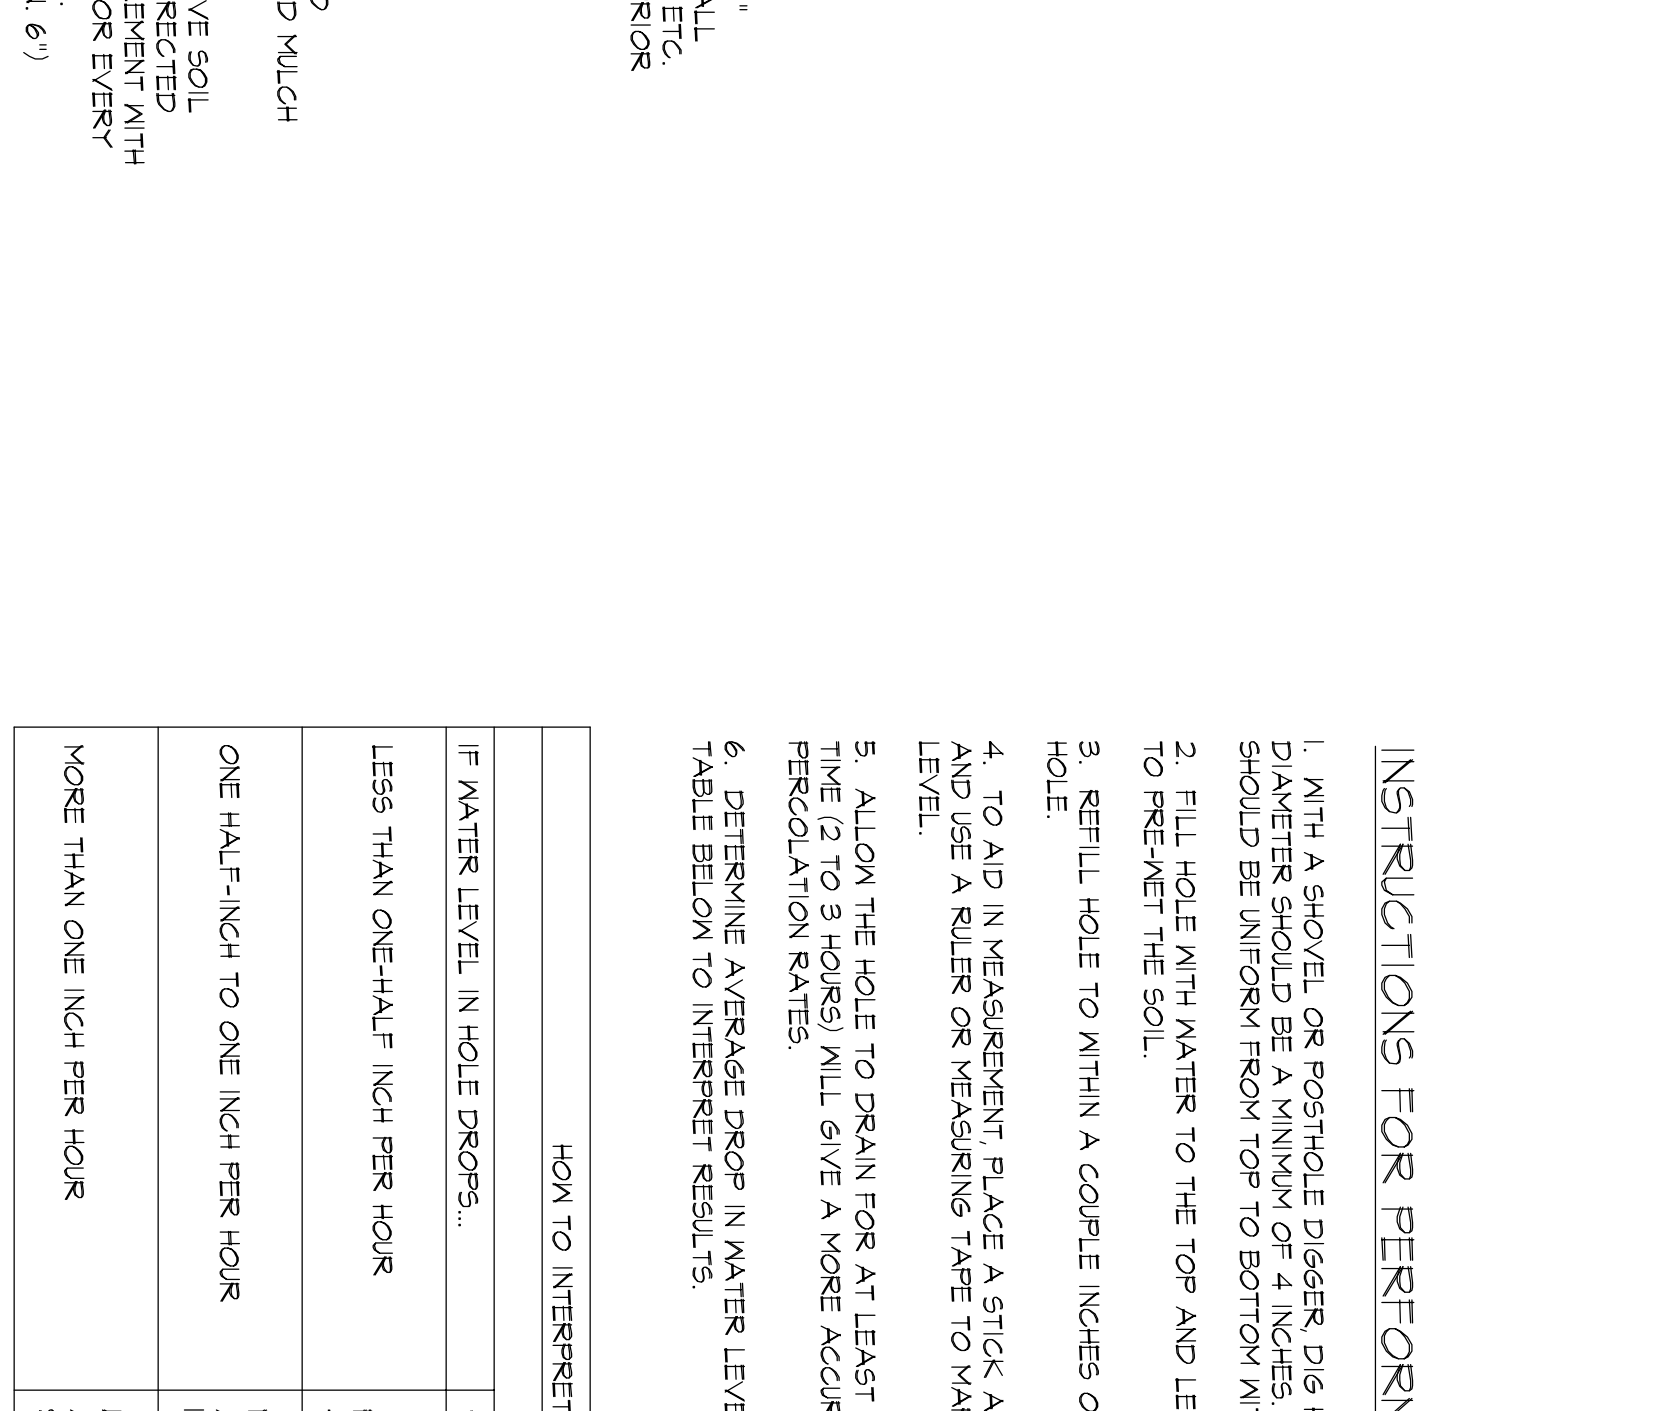 "
ALL
ETC.
RIOR
D MULCH
VE SOIL
RECTED
EMENT WITH
OR EVERY
. 6")
INSTRUCTIONS FOR PERFORM
1. WITH A SHOVEL OR POSTHOLE DIGGER, DIG
DIAMETER SHOULD BE A MINIMUM OF 4 INCHES.
SHOULD BE UNIFORM FROM TOP TO BOTTOM WIT
2. FILL HOLE WITH WATER TO THE TOP AND LE
TO PRE-WET THE SOIL.
3. REFILL HOLE TO WITHIN A COUPLE INCHES O
HOLE.
4. TO AID IN MEASUREMENT, PLACE A STICK A
AND USE A RULER OR MEASURING TAPE TO MAR
LEVEL.
5. ALLOW THE HOLE TO DRAIN FOR AT LEAST
TIME (2 TO 3 HOURS) WILL GIVE A MORE ACCUR
PERCOLATION RATES.
6. DETERMINE AVERAGE DROP IN WATER LEVE
TABLE BELOW TO INTERPRET RESULTS.
HOW TO INTERPRET
IF WATER LEVEL IN HOLE DROPS...
LESS THAN ONE-HALF INCH PER HOUR
ONE HALF-INCH TO ONE INCH PER HOUR
MORE THAN ONE INCH PER HOUR